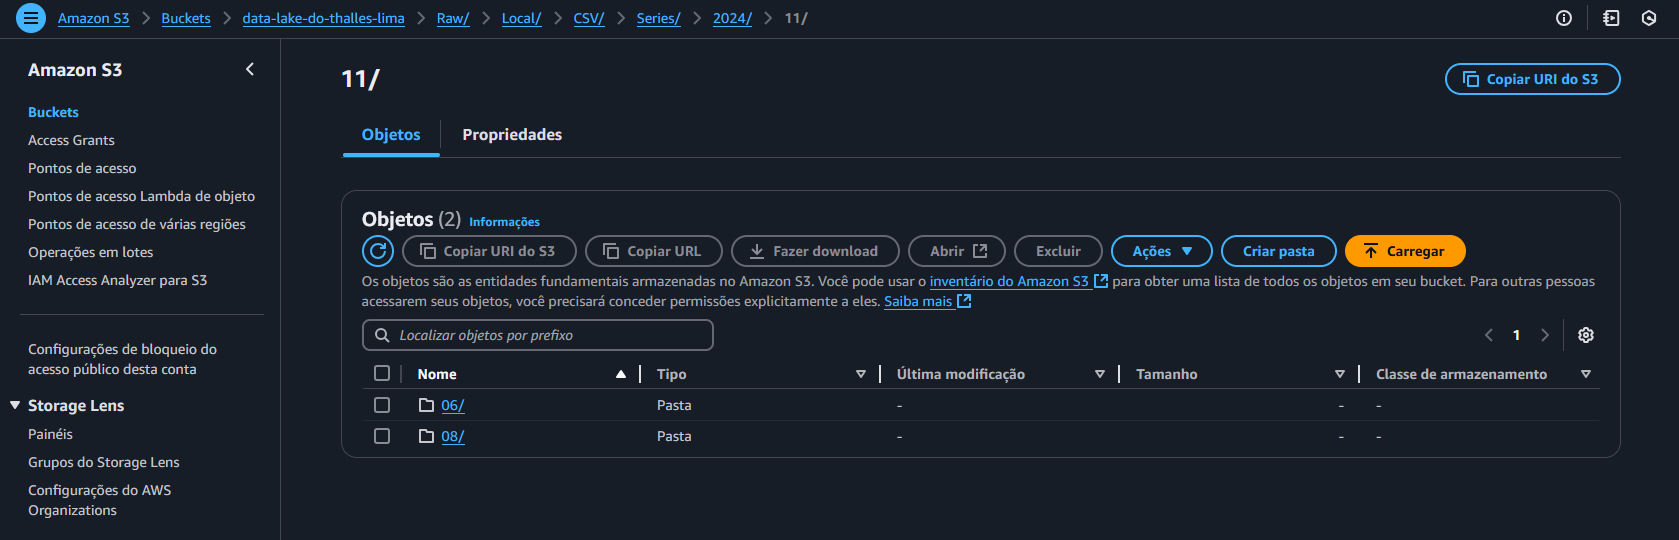 Amazon S3 > Buckets > data-lake-do-thalles-lima > Raw/ > Local/ > CSV/ > Series/ > 2024/ > 11/
Amazon S3
Buckets
Access Grants
Pontos de acesso
Pontos de acesso Lambda de objeto
Pontos de acesso de várias regiões
Operações em lotes
IAM Access Analyzer para S3
Configurações de bloqueio do
acesso público desta conta
Storage Lens
Painéis
Grupos do Storage Lens
Configurações do AWS
Organizations
11/
Copiar URI do S3
Objetos Propriedades
Objetos (2) Informações
Copiar URI do S3 Copiar URL Fazer download Abrir Excluir Ações Criar pasta Carregar
Os objetos são as entidades fundamentais armazenadas no Amazon S3. Você pode usar o inventário do Amazon S3 para obter uma lista de todos os objetos em seu bucket. Para outras pessoas
acessarem seus objetos, você precisará conceder permissões explicitamente a eles. Saiba mais
Localizar objetos por prefixo
1
Nome Tipo Última modificação Tamanho Classe de armazenamento
06/ Pasta - - -
08/ Pasta - - -